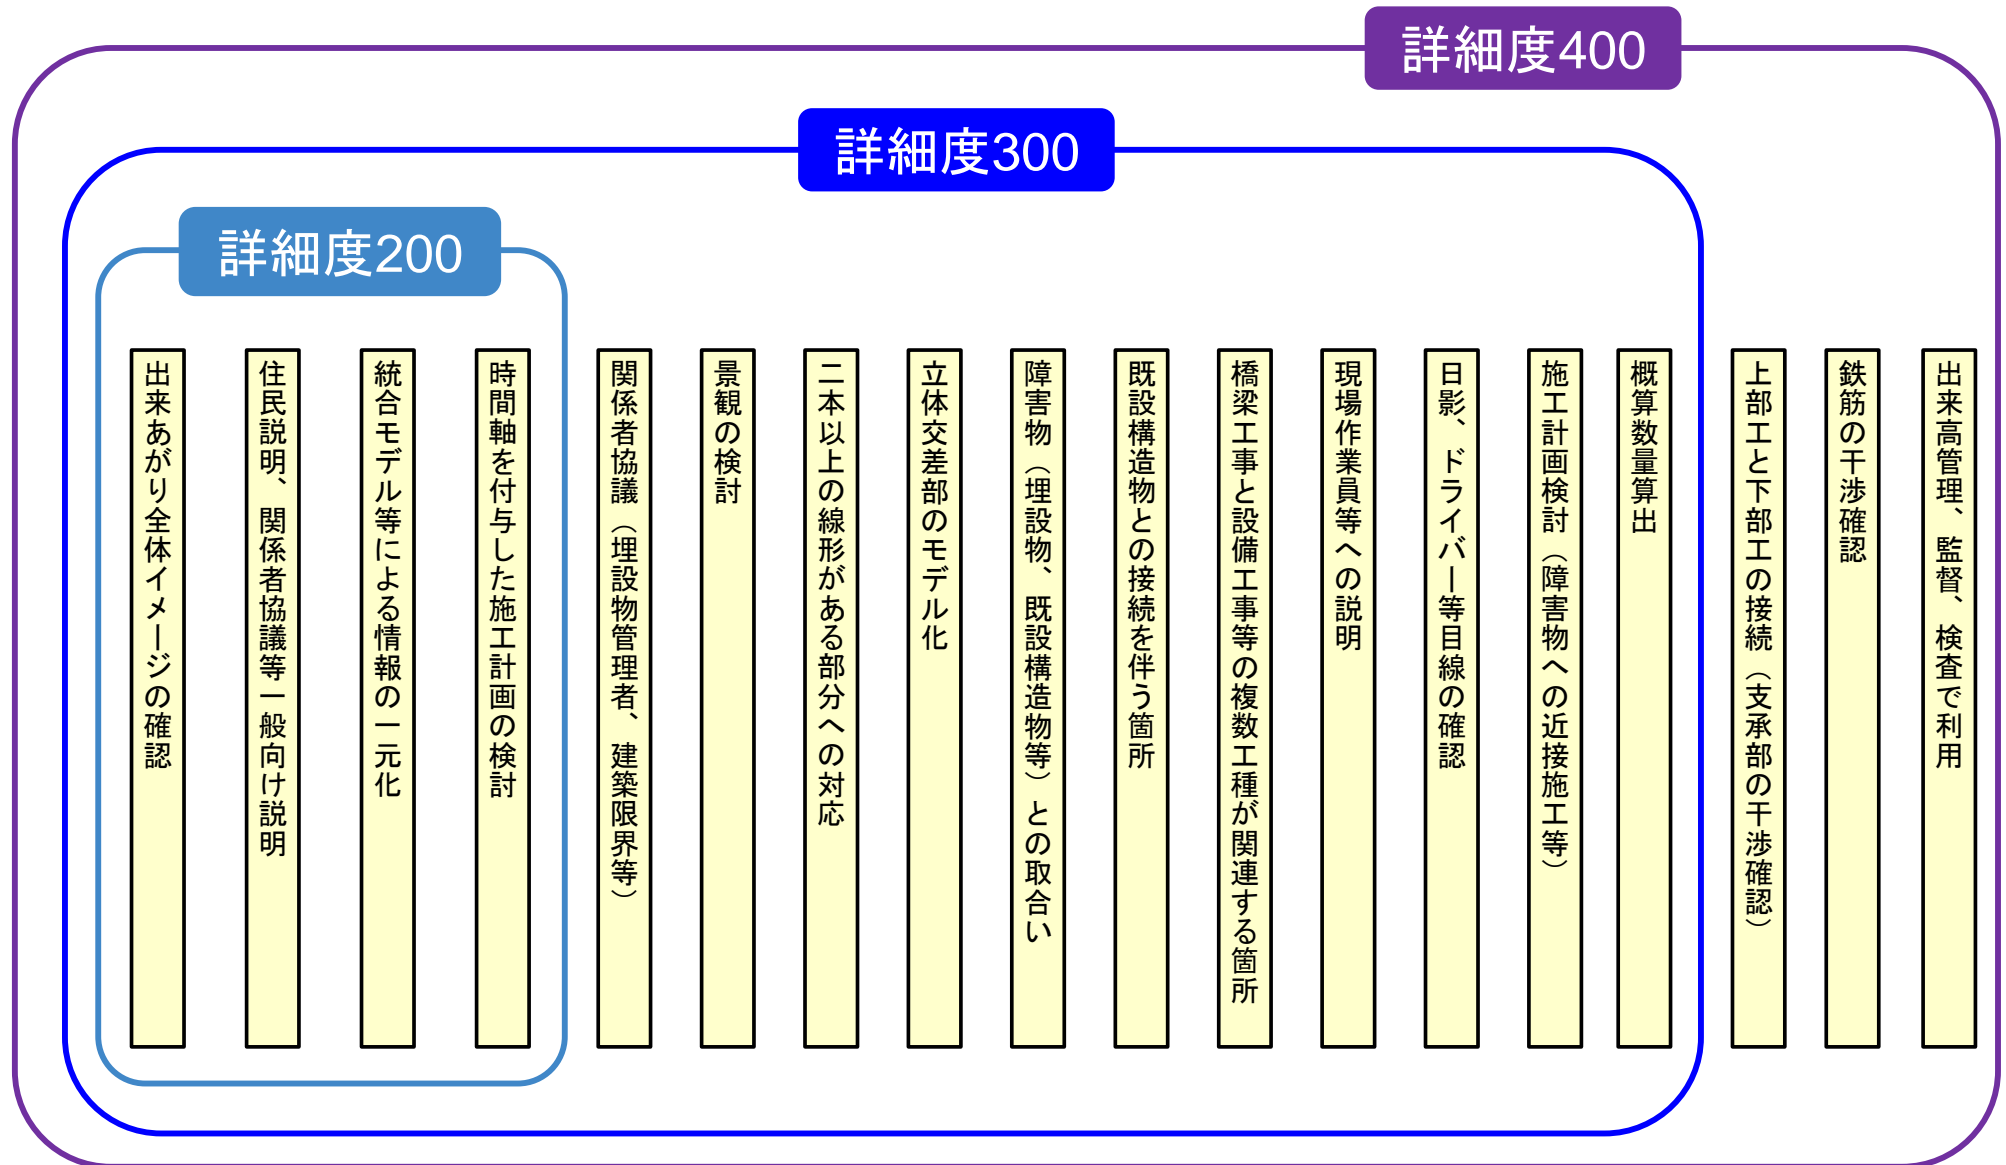 詳細度400
詳細度300
詳細度200
出来あがり全体イメージの確認
住民説明、関係者協議等一般向け説明
統合モデル等による情報の一元化
時間軸を付与した施工計画の検討
関係者協議（埋設物管理者、建築限界等）
景観の検討
二本以上の線形がある部分への対応
立体交差部のモデル化
障害物（埋設物、既設構造物等）との取合い
既設構造物との接続を伴う箇所
橋梁工事と設備工事等の複数工種が関連する箇所
現場作業員等への説明
日影、ドライバー等目線の確認
施工計画検討（障害物への近接施工等）
概算数量算出
上部工と下部工の接続（支承部の干渉確認）
鉄筋の干渉確認
出来高管理、監督、検査で利用